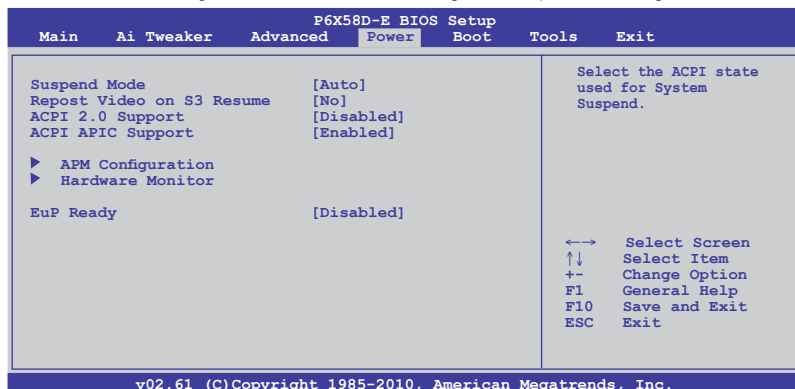 P6X58D-E BIOS Setup
Main Ai Tweaker Advanced Power Boot Tools Exit
Suspend Mode [Auto]
Repost Video on S3 Resume [No]
ACPI 2.0 Support [Disabled]
ACPI APIC Support [Enabled]
APM Configuration
Hardware Monitor
EuP Ready [Disabled]
Select the ACPI state
used for System
Suspend.
←→ Select Screen
↑↓ Select Item
+- Change Option
F1 General Help
F10 Save and Exit
ESC Exit
v02.61 (C)Copyright 1985-2010, American Megatrends, Inc.